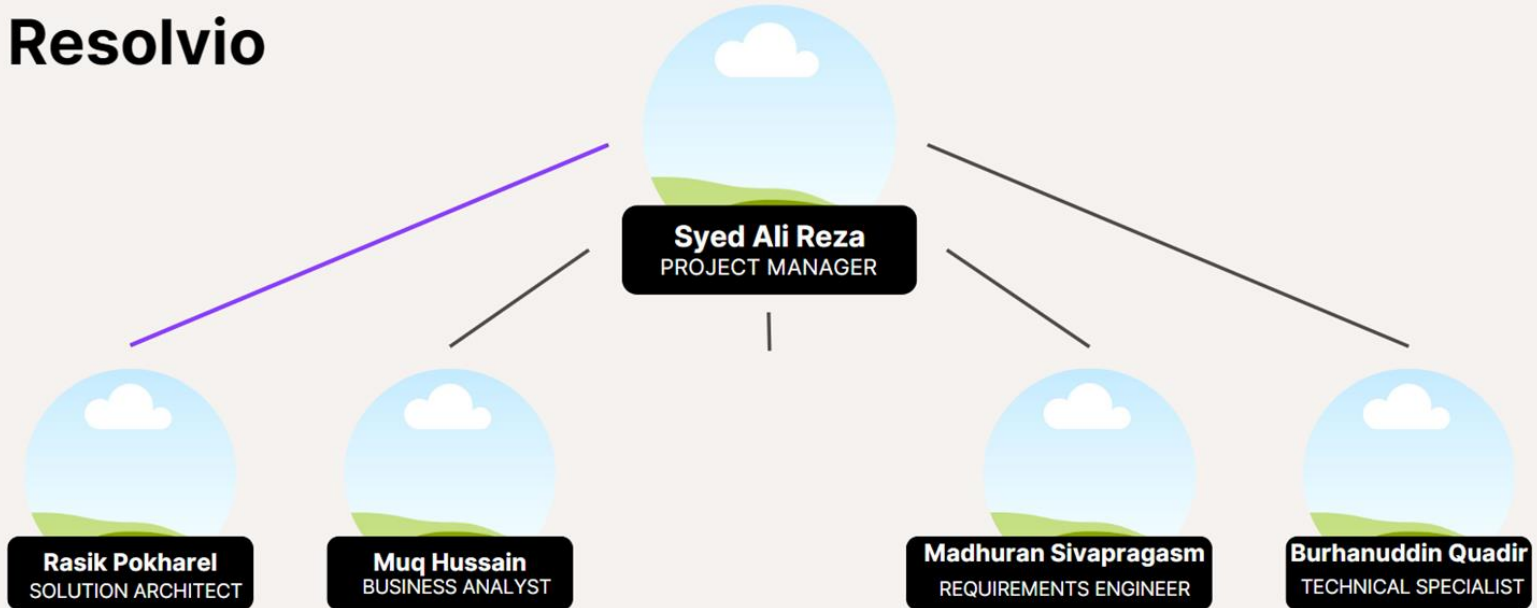 Resolvio
Syed Ali Reza
PROJECT MANAGER
Rasik Pokharel
SOLUTION ARCHITECT
Muq Hussain
BUSINESS ANALYST
Madhuran Sivapragasm
REQUIREMENTS ENGINEER
Burhanuddin Quadir
TECHNICAL SPECIALIST